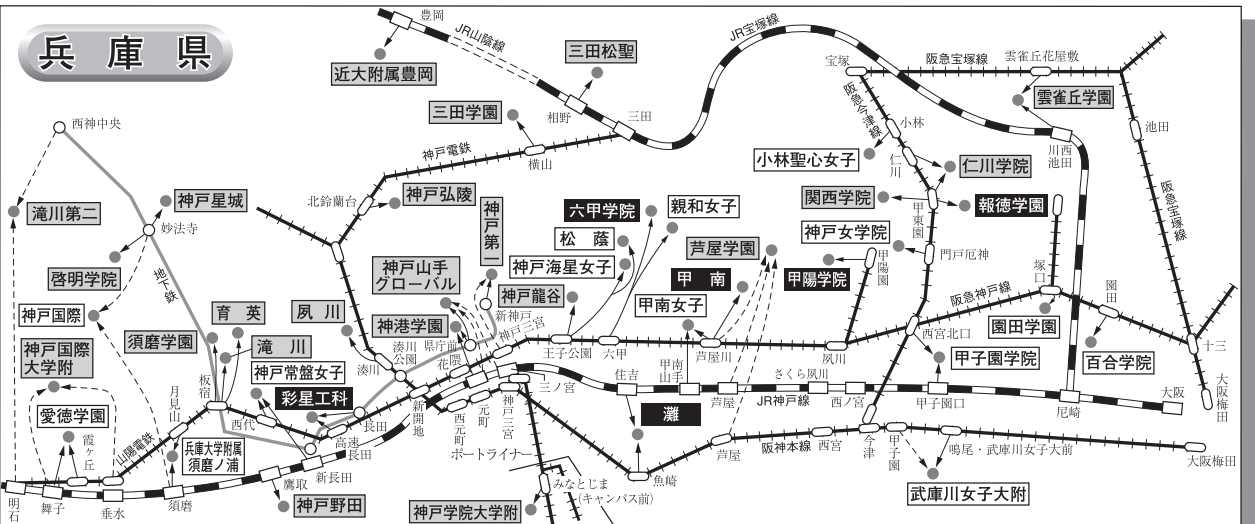 兵庫県
豊岡
JR山陰線
近大附属豊岡
三田松聖
相野
三田
三田学園
横山
神戸電鉄
JR宝塚線
宝塚
阪急宝塚線
雲雀丘花屋敷
雲雀丘学園
川西
池田
池田
阪急宝塚線
阪急今津線
小林
小林聖心女子
仁川
仁川学院
関西学院
甲東園
報徳学園
神戸女学院
門戸厄神
甲陽学院
甲陽園
西神中央
滝川第二
神戸星城
妙法寺
啓明学院
地下鉄
神戸国際
神戸国際
大学附
愛徳学園
霞ヶ丘
北鈴蘭台
神戸弘陵
神戸第一
神戸山手
グローバル
神港学園
新神戸
神戸三宮
県庁前
花隈
湊川
公園
湊川
夙川
育英
須磨学園
滝川
神戸常盤女子
彩星工科
板宿
月見山
西代
山陽電鉄
兵庫大学附属
須磨ノ浦
長田
高速
長田
新長田
鷹取
神戸野田
須磨
垂水
舞子
明石
新開地
西元町
元町
神戸三宮
三ノ宮
ポートライナー
みなとじま
(キャンパス前)
神戸学院大学附
六甲学院
松蔭
神戸海星女子
神戸龍谷
王子公園
六甲
親和女子
芦屋学園
甲南
甲南女子
芦屋川
夙川
阪急神戸線
西宮北口
塚口
園田学園
園田
百合学院
十三
大阪梅田
甲子園学院
住吉
甲南
山手
芦屋
さくら夙川
JR神戸線
西ノ宮
甲子園口
尼崎
大阪
灘
魚崎
芦屋
阪神本線
西宮
今津
甲子園
鳴尾・武庫川女子大前
武庫川女子大附
大阪梅田